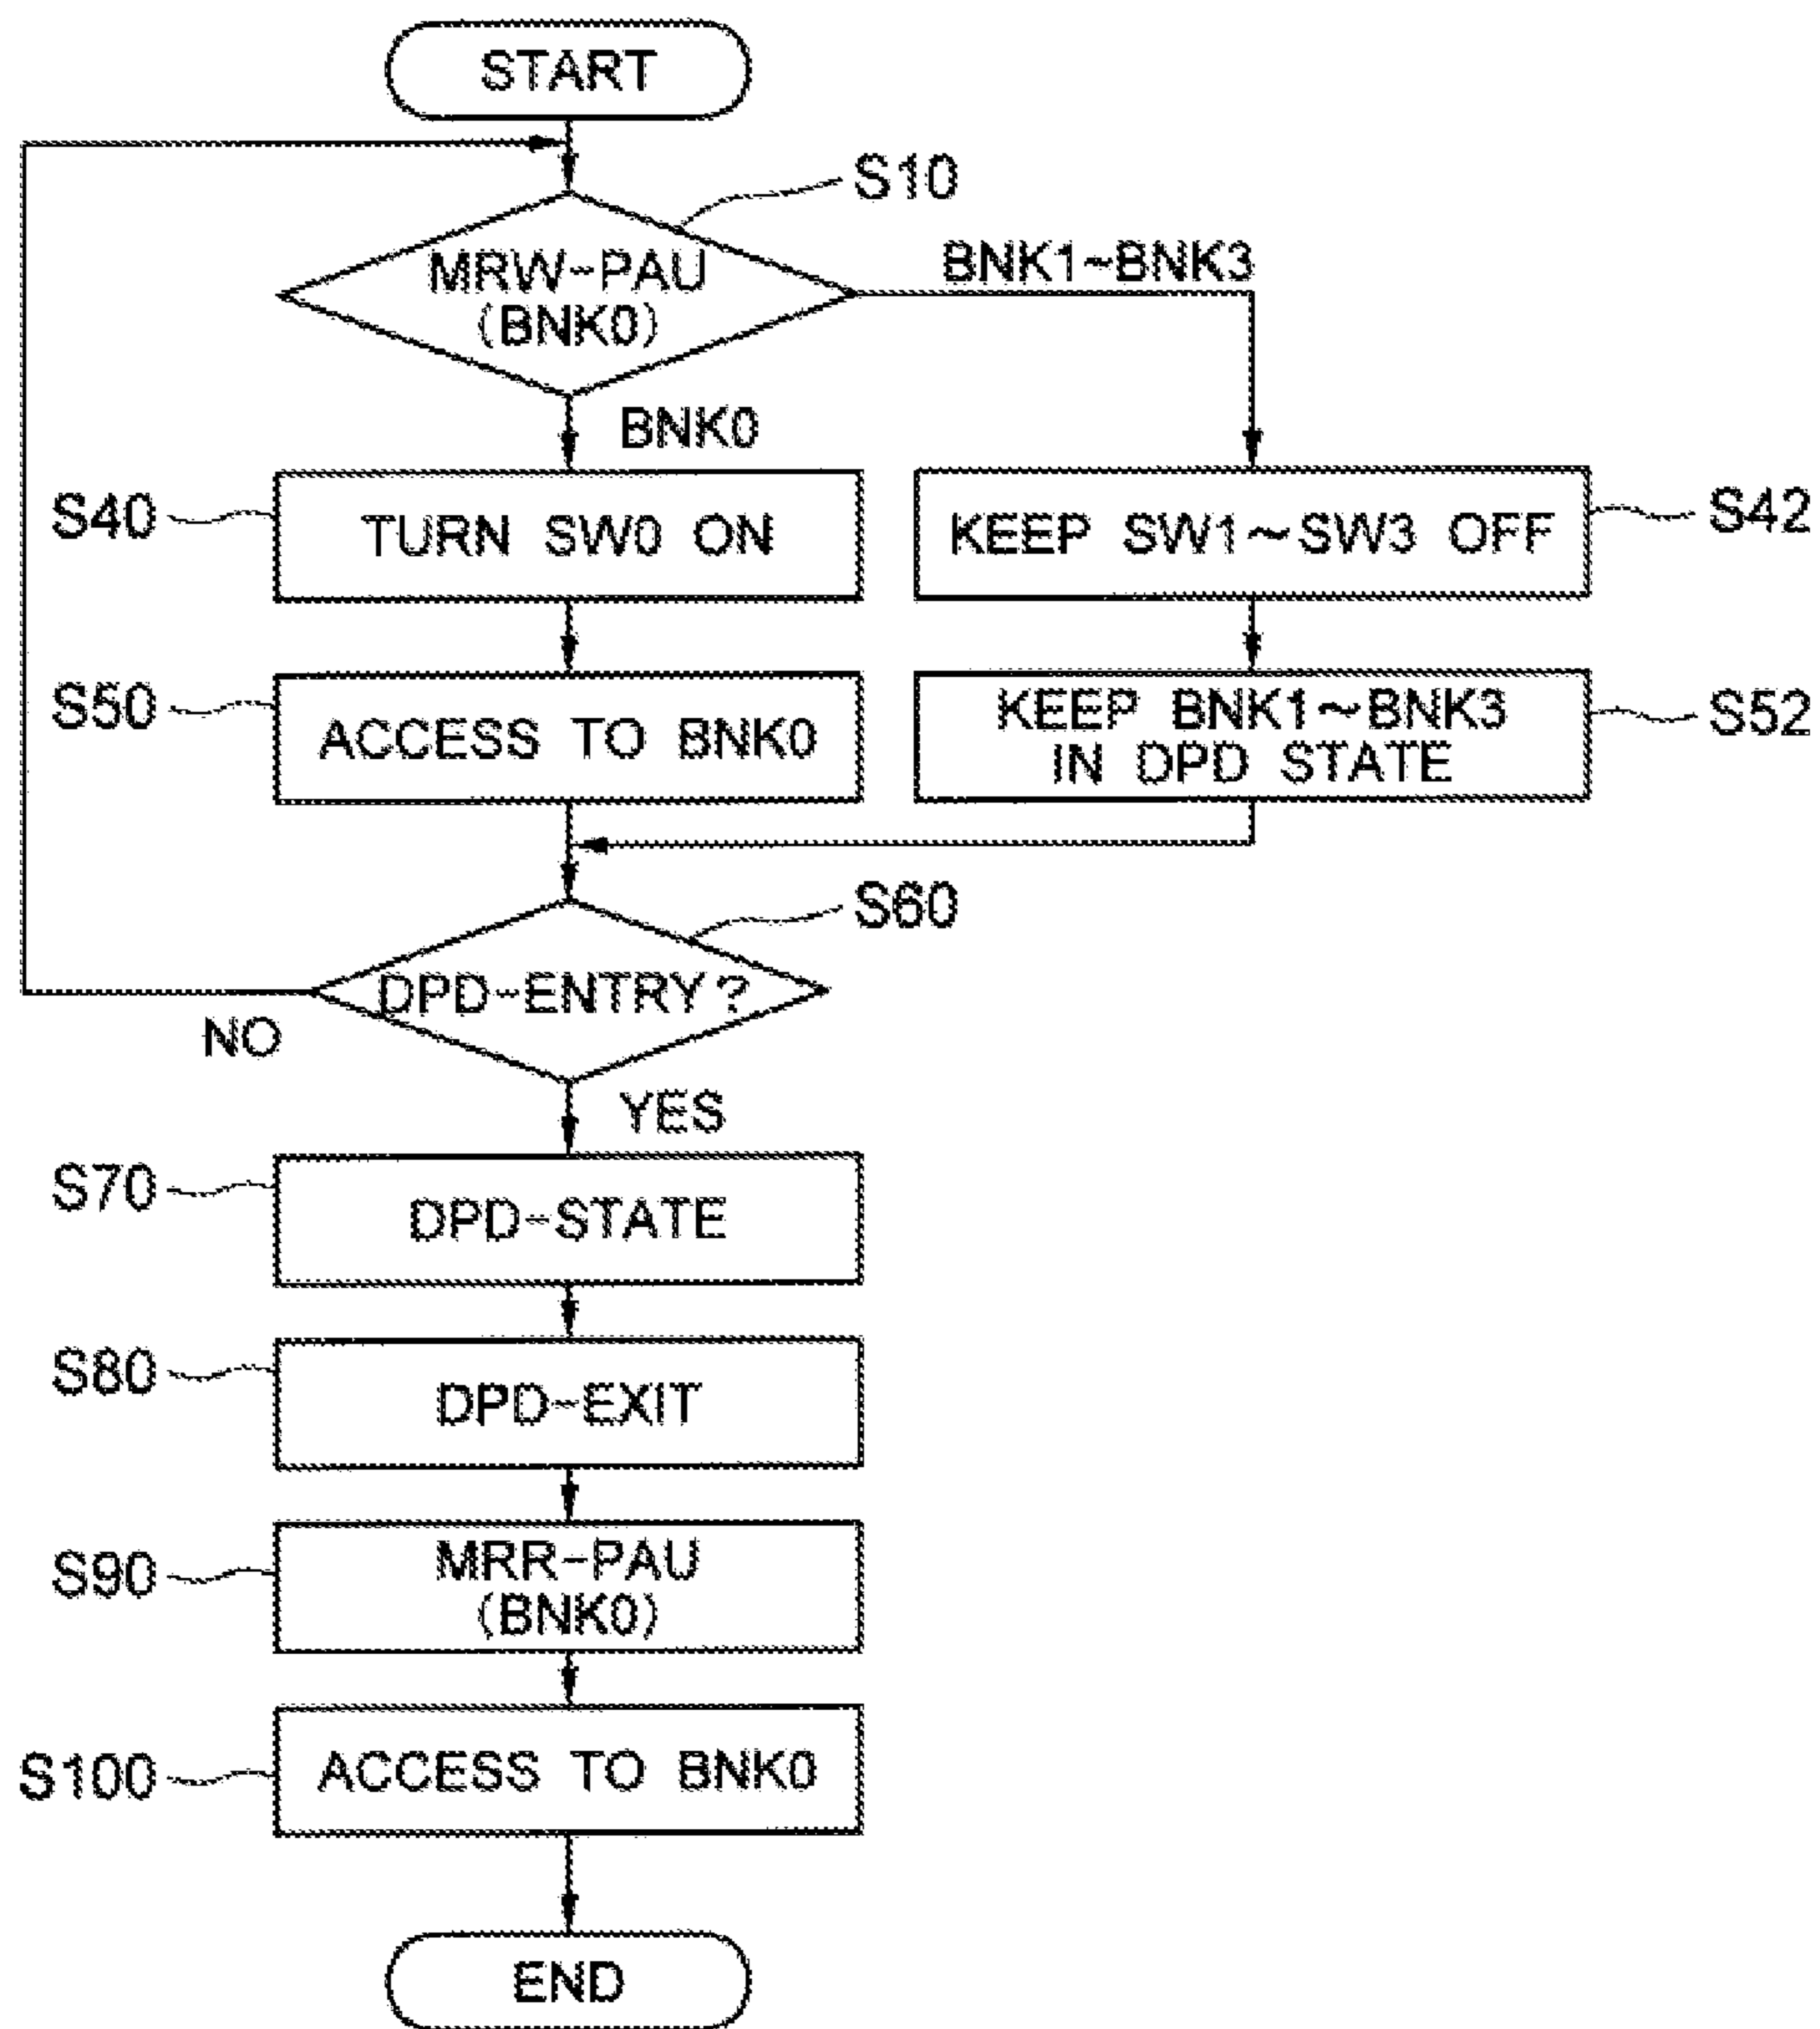 START
S10
MRW-PAU
(BNK0)
BNK1~BNK3
BNK0
S40
TURN SW0 ON
KEEP SW1~SW3 OFF
S42
S50
ACCESS TO BNK0
KEEP BNK1~BNK3
IN DPD STATE
S52
S60
DPD-ENTRY?
NO
YES
S70
DPD-STATE
S80
DPD-EXIT
S90
MRR-PAU
(BNK0)
S100
ACCESS TO BNK0
END